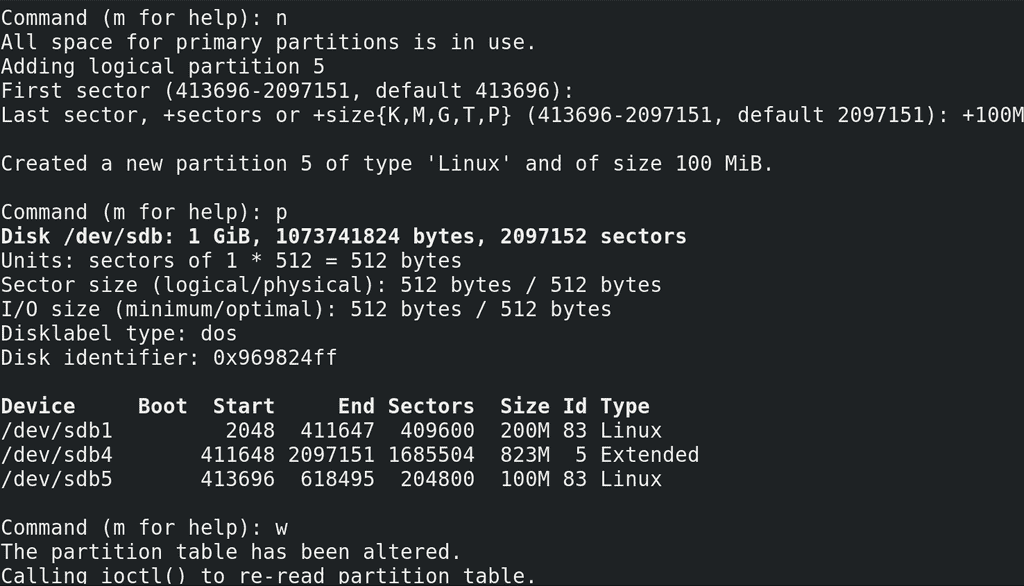 Command (m for help): n
All space for primary partitions is in use.
Adding logical partition 5
First sector (413696-2097151, default 413696):
Last sector, +sectors or +size{K,M,G,T,P} (413696-2097151, default 2097151): +100M
Created a new partition 5 of type 'Linux' and of size 100 MiB.
Command (m for help): p
Disk /dev/sdb: 1 GiB, 1073741824 bytes, 2097152 sectors
Units: sectors of 1 * 512 = 512 bytes
Sector size (logical/physical): 512 bytes / 512 bytes
I/O size (minimum/optimal): 512 bytes / 512 bytes
Disklabel type: dos
Disk identifier: 0x969824ff
Device     Boot  Start     End Sectors  Size Id Type
/dev/sdb1         2048  411647  409600  200M 83 Linux
/dev/sdb4       411648 2097151 1685504  823M  5 Extended
/dev/sdb5       413696  618495  204800  100M 83 Linux
Command (m for help): w
The partition table has been altered.
Calling ioctl() to re-read partition table.